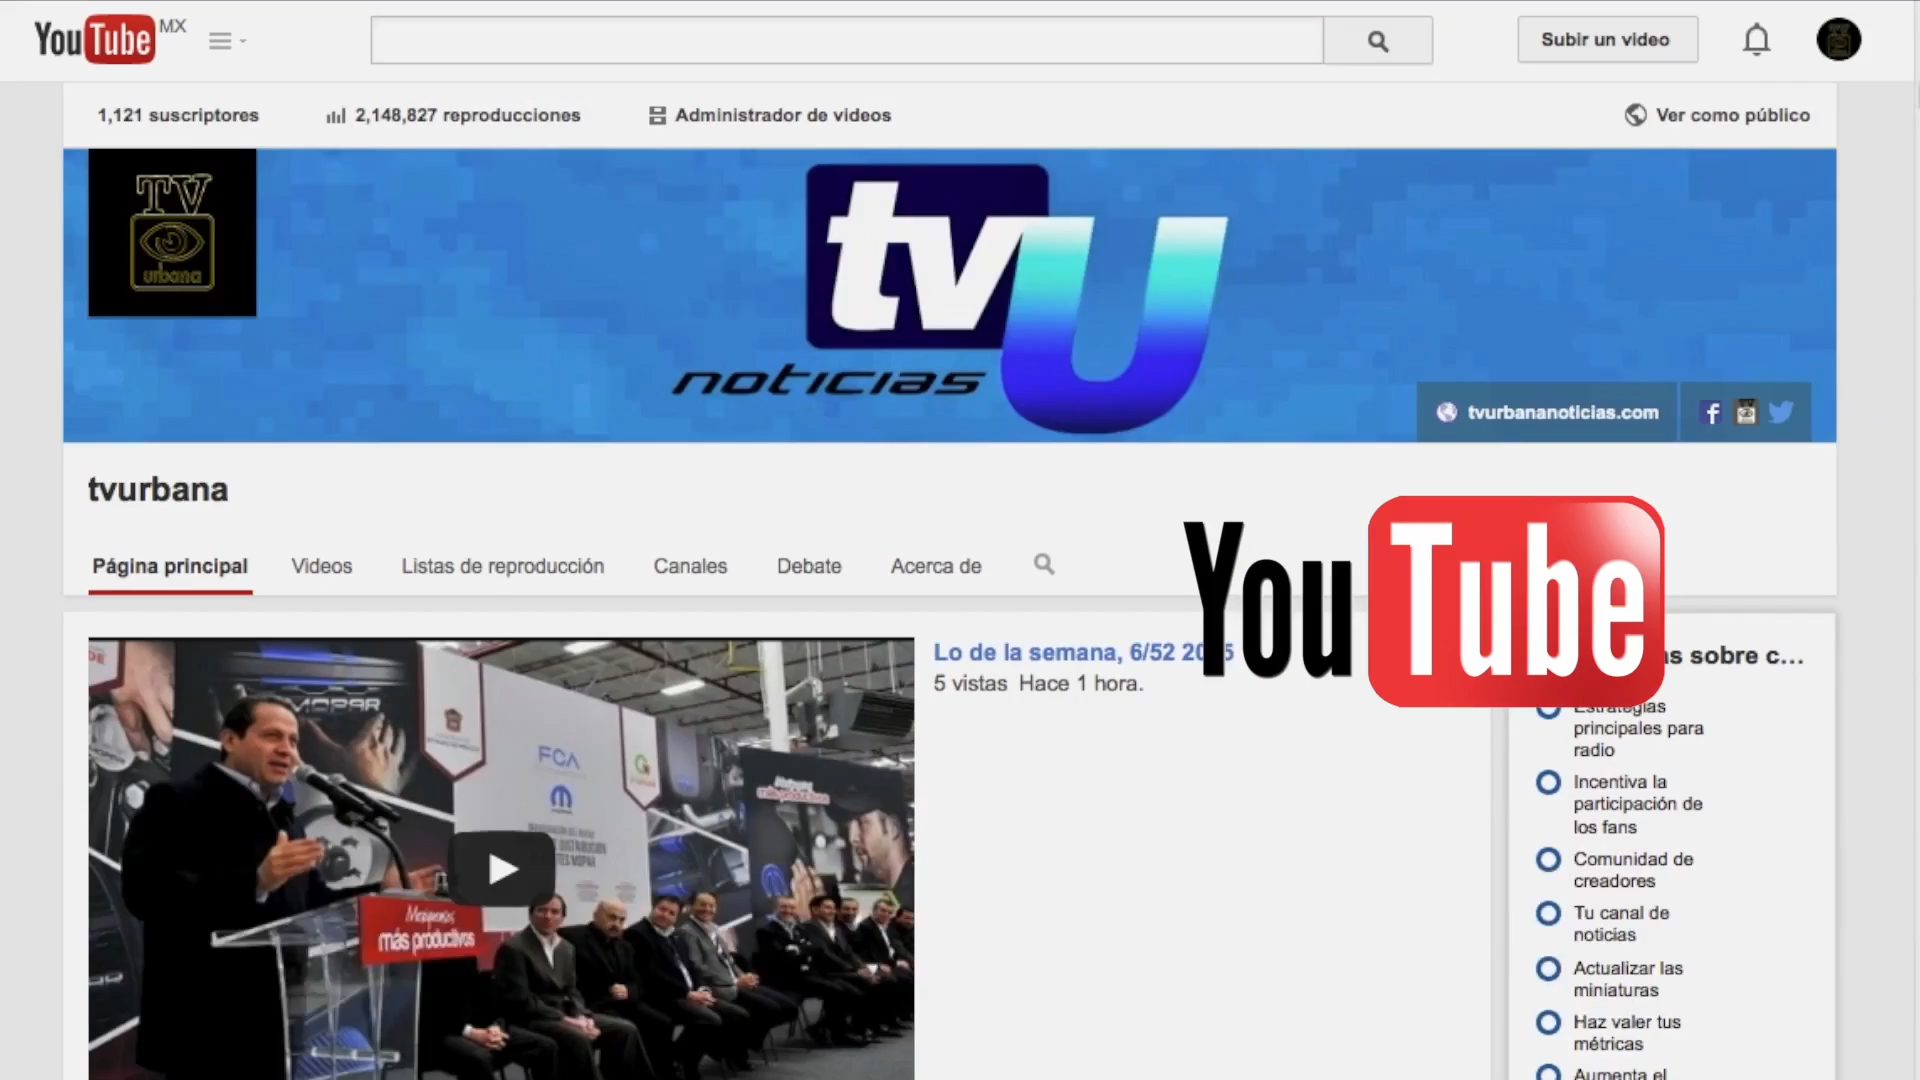 YouTube MX
Subir un video
1,121 suscriptores
2,148,827 reproducciones
Administrador de videos
Ver como público
TV
urbana
tvU
noticias
tvurbananoticias.com
tvurbana
Página principal
Videos
Listas de reproducción
Canales
Debate
Acerca de
YouTube
Lo de la semana, 6/52 20 5
5 vistas Hace 1 hora.
s sobre c...
Estrategias
principales para
radio
Incentiva la
participación de
los fans
Comunidad de
creadores
Tu canal de
noticias
Actualizar las
miniaturas
Haz valer tus
métricas
Aumenta el
MOPAR
FCA
más productivos